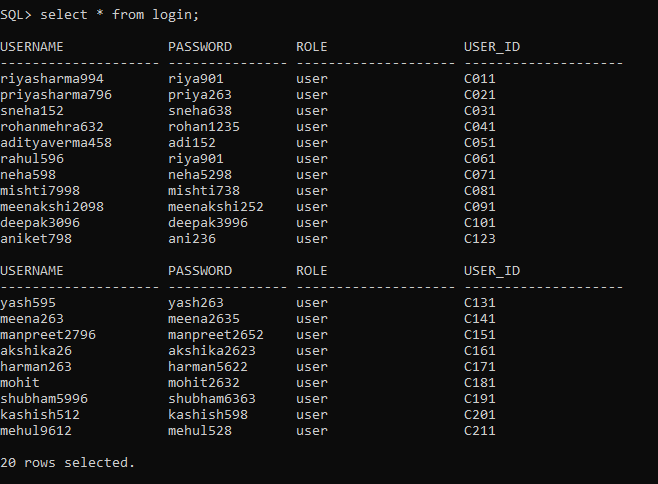 SQL> select * from login;
USERNAME PASSWORD ROLE USER_ID
-------------------- --------------- -------------------- --------------------
riyasharma994 riya901 user C011
priyasharma796 priya263 user C021
sneha152 sneha638 user C031
rohanmehra632 rohan1235 user C041
adityaverma458 adi152 user C051
rahul596 riya901 user C061
neha598 neha5298 user C071
mishti7998 mishti738 user C081
meenakshi2098 meenakshi252 user C091
deepak3096 deepak3996 user C101
aniket798 ani236 user C123
USERNAME PASSWORD ROLE USER_ID
-------------------- --------------- -------------------- --------------------
yash595 yash263 user C131
meena263 meena2635 user C141
manpreet2796 manpreet2652 user C151
akshika26 akshika2623 user C161
harman263 harman5622 user C171
mohit mohit2632 user C181
shubham5996 shubham6363 user C191
kashish512 kashish598 user C201
mehul9612 mehul528 user C211
20 rows selected.